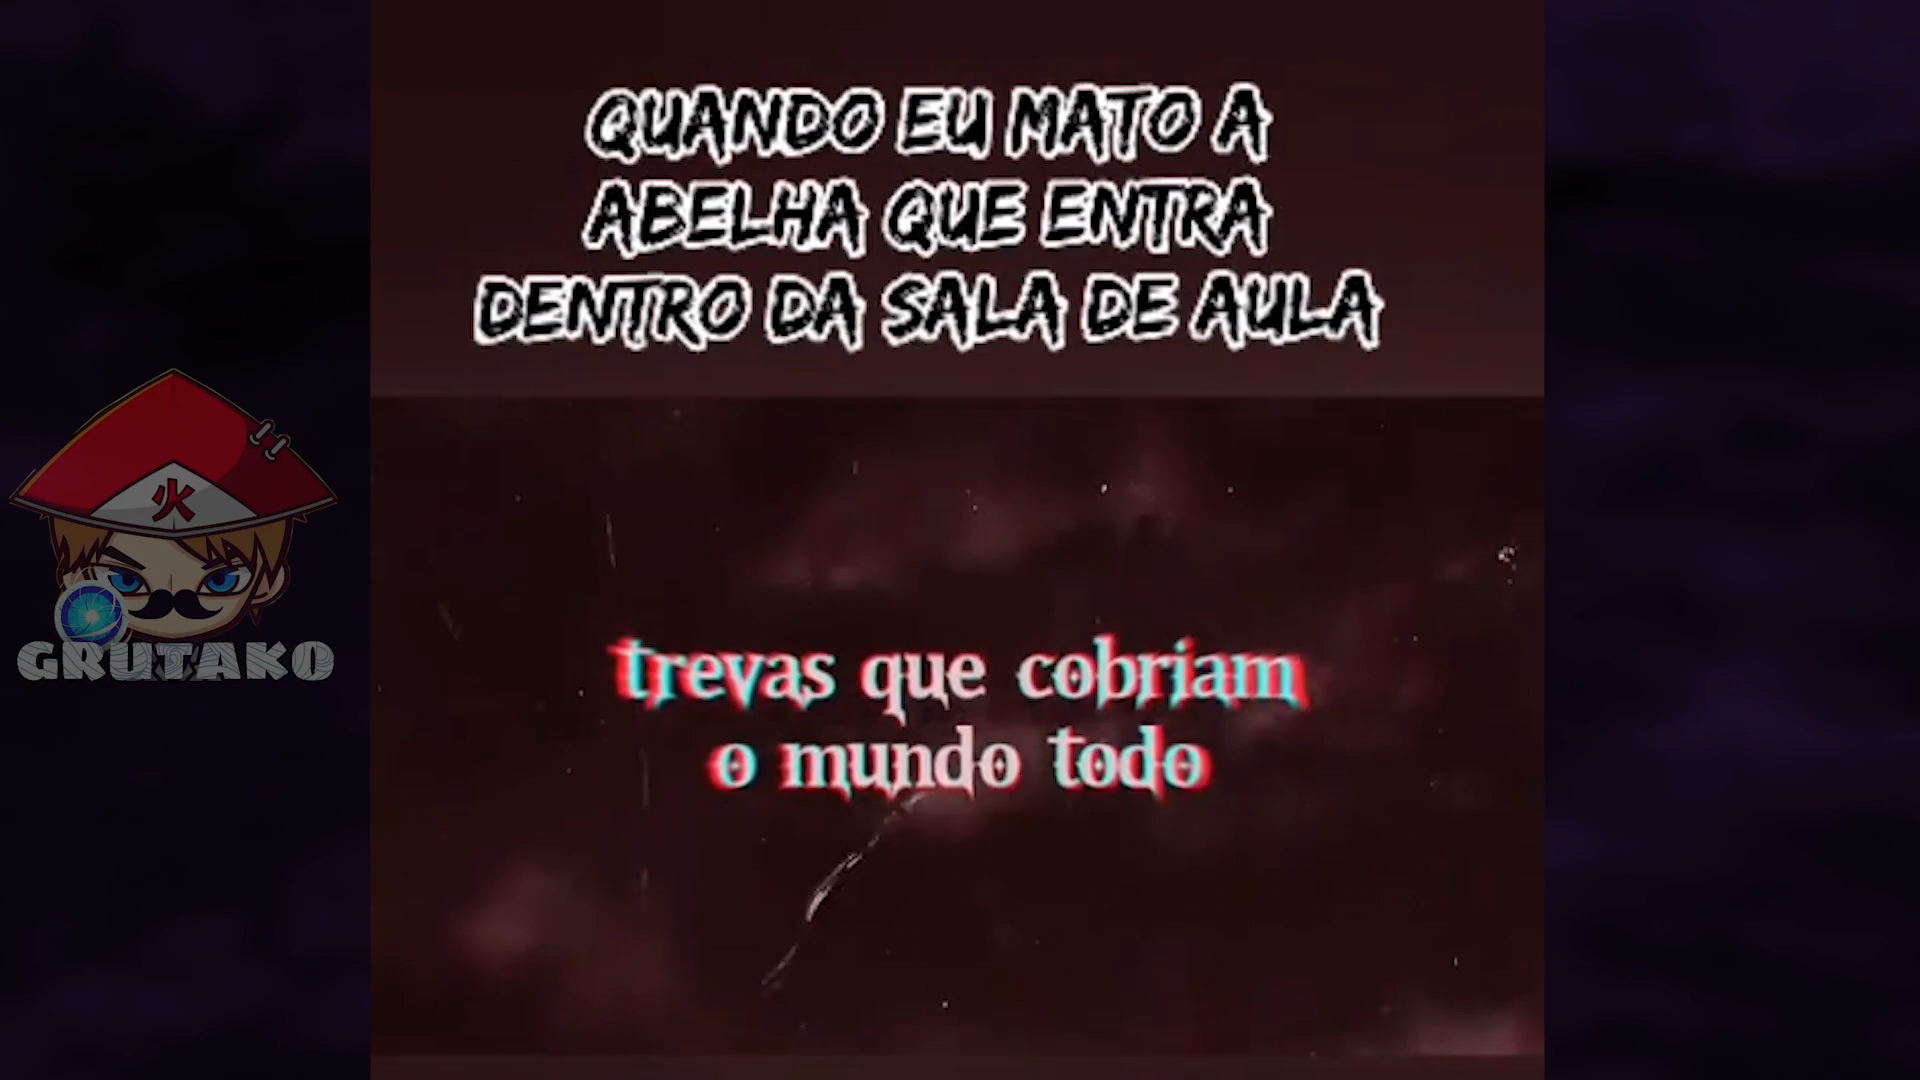 QUANDO EU MATO A
ABELHA QUE ENTRA
DENTRO DA SALA DE AULA
火
GRUTAKO
trevas que cobriam
o mundo todo